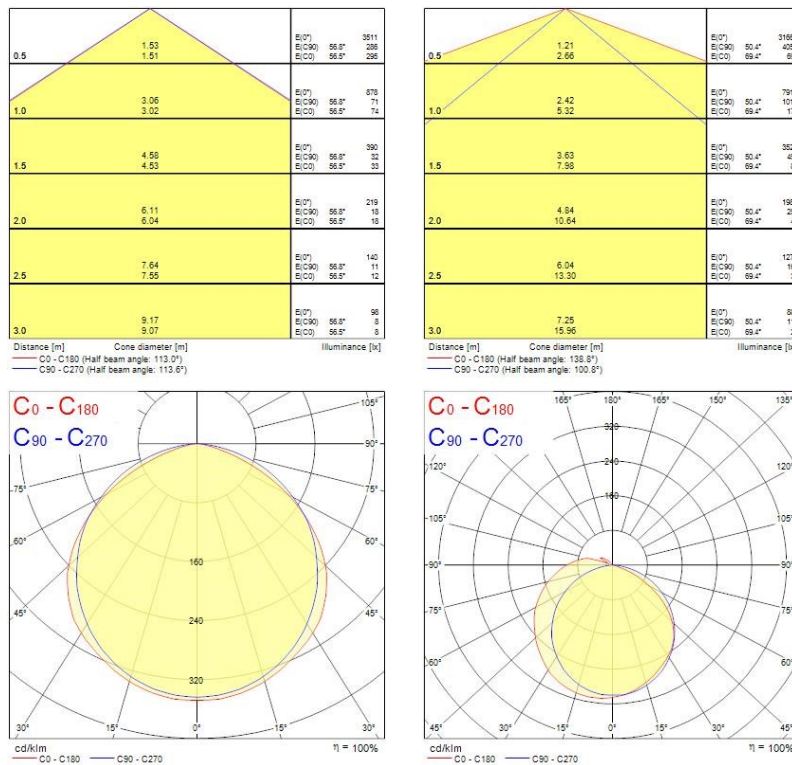 0.5 1.53 1.51 E(0°) 3511
E(C90) 56.8° 286
E(C0) 56.5° 295
1.0 3.06 3.02 E(0°) 878
E(C90) 56.8° 71
E(C0) 56.5° 74
1.5 4.58 4.53 E(0°) 390
E(C90) 56.8° 32
E(C0) 56.5° 33
2.0 6.11 6.04 E(0°) 219
E(C90) 56.8° 18
E(C0) 56.5° 18
2.5 7.64 7.55 E(0°) 140
E(C90) 56.8° 11
E(C0) 56.5° 12
3.0 9.17 9.07 E(0°) 98
E(C90) 56.8° 8
E(C0) 56.5° 8
Distance [m] Cone diameter [m] Illuminance [lx]
C0 - C180 (Half beam angle: 113.0°)
C90 - C270 (Half beam angle: 113.6°)
0.5 1.21 2.66 E(0°)
E(C90) 50.4°
E(C0) 69.4°
1.0 2.42 5.32 E(0°)
E(C90) 50.4°
E(C0) 69.4°
1.5 3.63 7.98 E(0°)
E(C90) 50.4°
E(C0) 69.4°
2.0 4.84 10.64 E(0°)
E(C90) 50.4°
E(C0) 69.4°
2.5 6.04 13.30 E(0°)
E(C90) 50.4°
E(C0) 69.4°
3.0 7.25 15.96 E(0°)
E(C90) 50.4°
E(C0) 69.4°
Distance [m] Cone diameter [m] Illuminance
C0 - C180 (Half beam angle: 138.8°)
C90 - C270 (Half beam angle: 100.8°)
C0 - C180
C90 - C270
105°
90°
75° 75°
60° 60°
160
45° 45°
240
320
30° 15° 0° 15° 30°
cd/klm η = 100%
C0 - C180 C90 - C270
C0 - C180
C90 - C270
165° 180° 165° 150° 135°
320
240
120° 120°
160
105° 105°
90° 90°
75° 75°
60° 60°
45° 45°
30° 15° 0° 15° 30°
cd/klm η = 100%
C0 - C180 C90 - C270